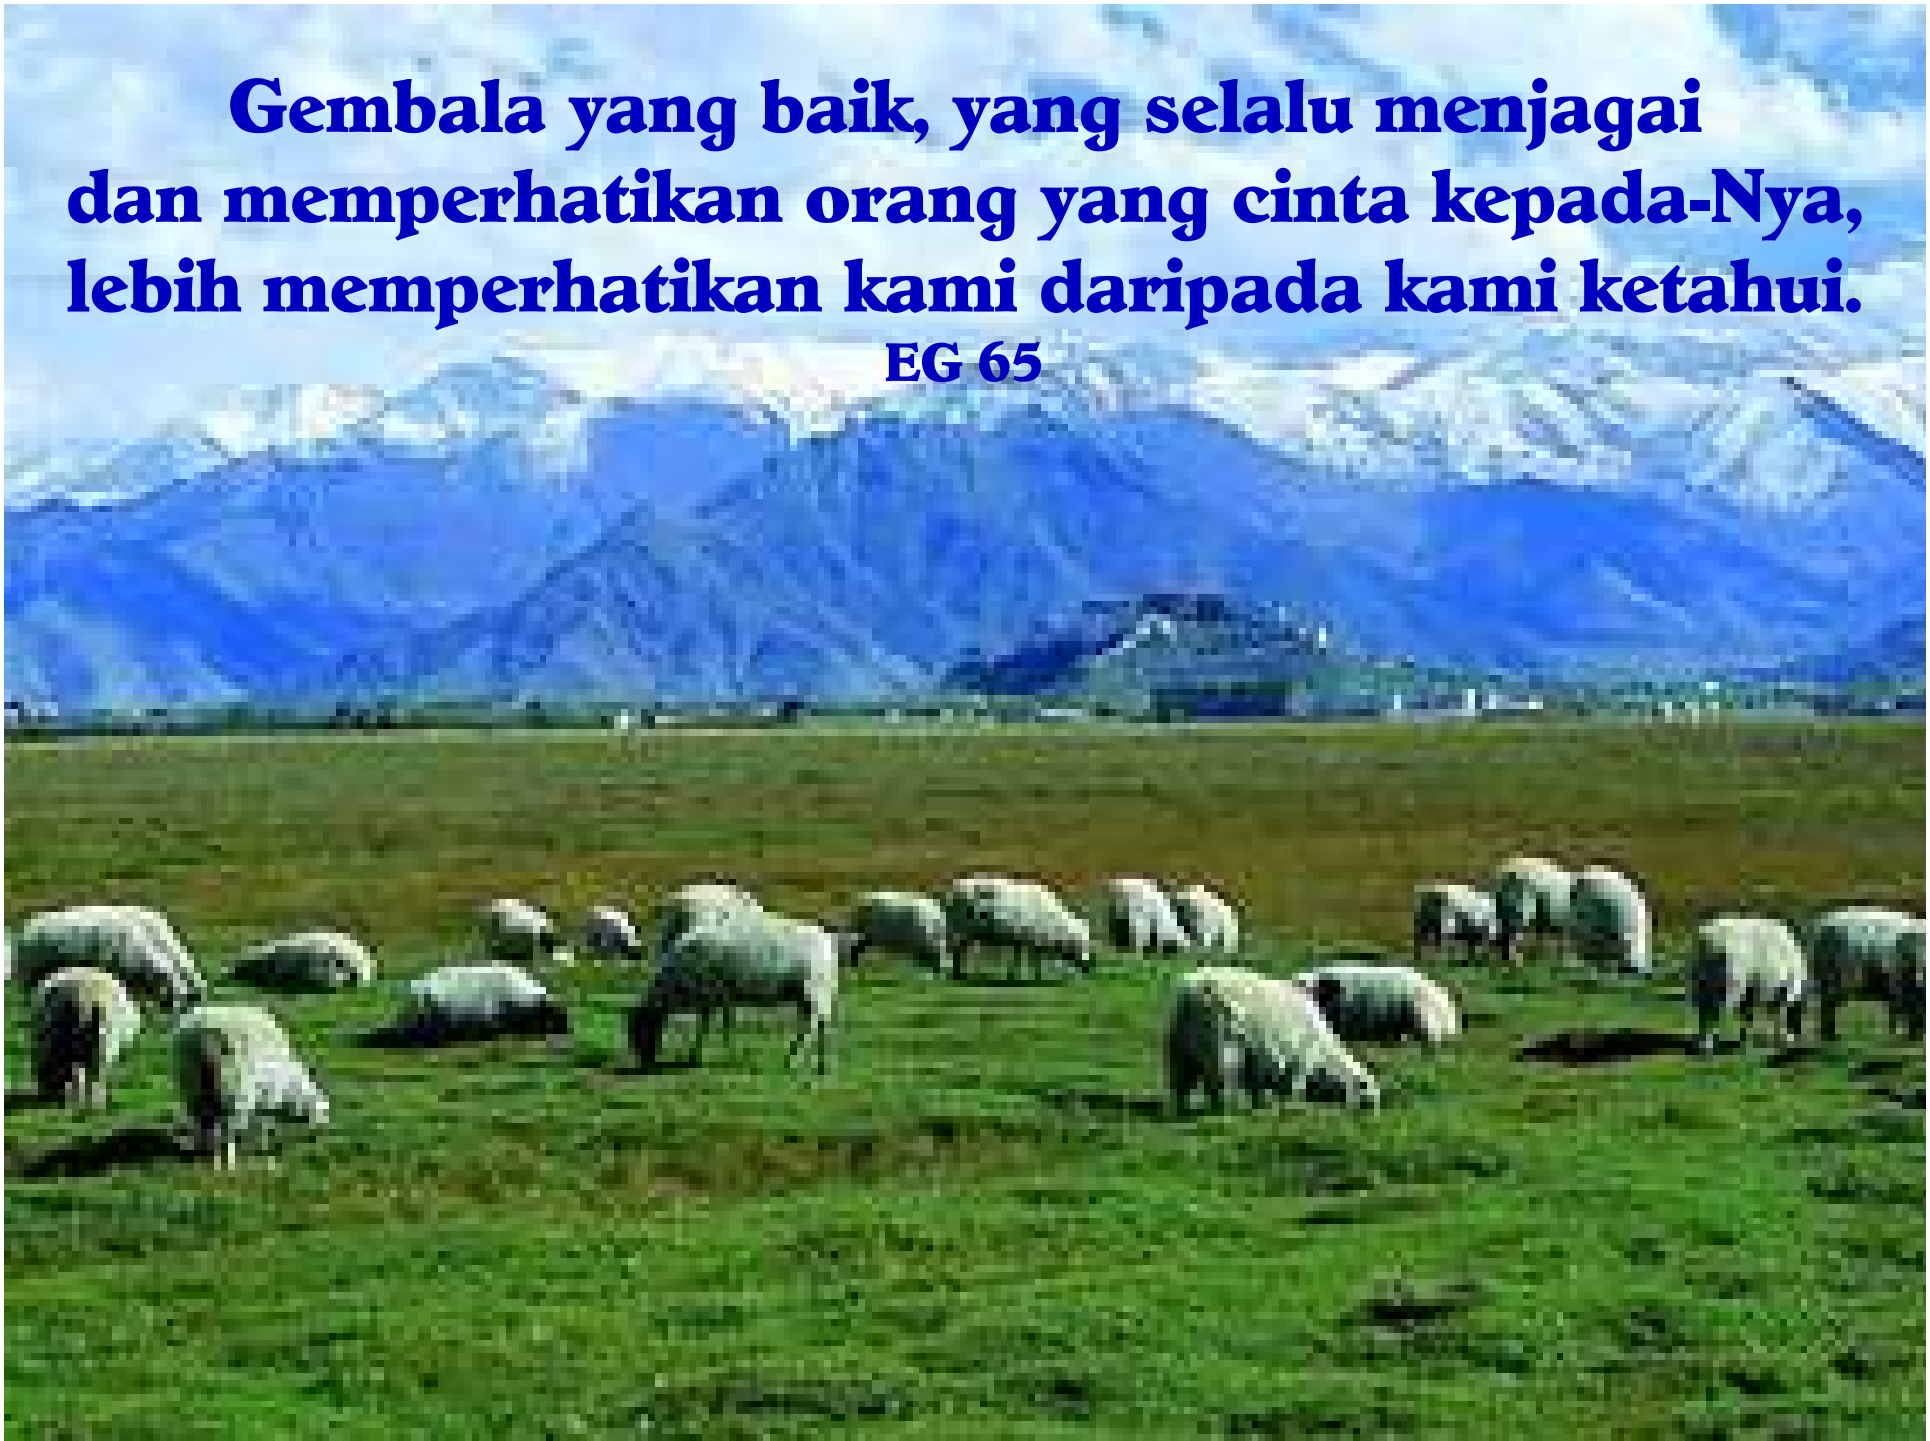 Gembala yang baik, yang selalu menjagai
dan memperhatikan orang yang cinta kepada-Nya,
lebih memperhatikan kami daripada kami ketahui.
EG 65